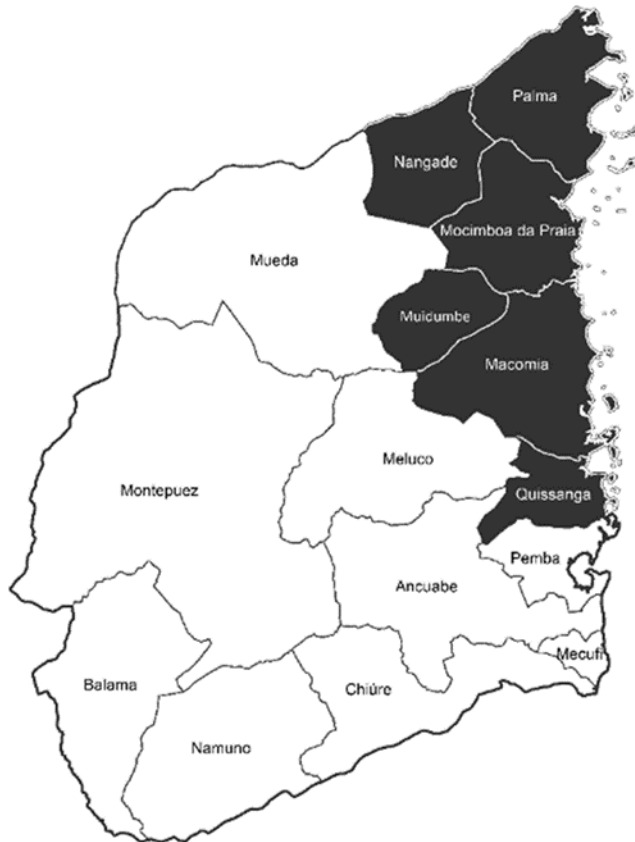 Palma
Nangade
Mocimboa da Praia
Mueda
Muidumbe
Macomia
Meluco
Montepuez
Quissanga
Pemba
Ancuabe
Mecufi
Balama
Chiúre
Namuno